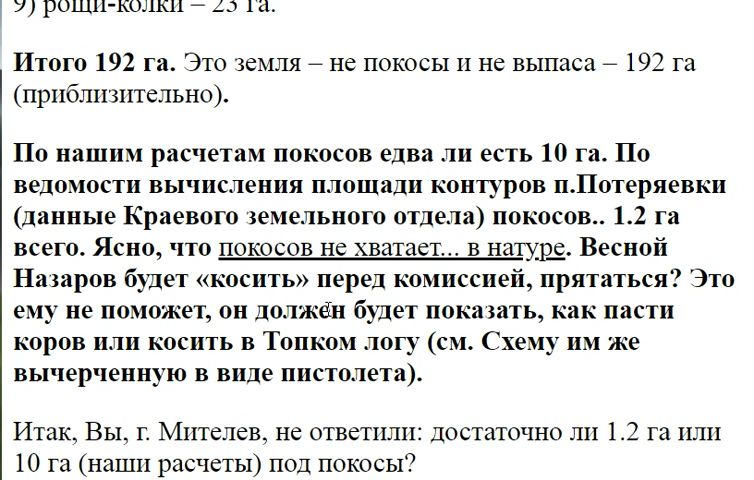 9) рощи-колки – 23 га.
Итого 192 га. Это земля – не покосы и не выпаса – 192 га
(приблизительно).
По нашим расчетам покосов едва ли есть 10 га. По
ведомости вычисления площади контуров п.Потеряевки
(данные Краевого земельного отдела) покосов.. 1.2 га
всего. Ясно, что покосов не хватает... в натуре. Весной
Назаров будет «косить» перед комиссией, прятаться? Это
ему не поможет, он должен будет показать, как пасти
коров или косить в Топком логу (см. Схему им же
вычерченную в виде пистолета).
Итак, Вы, г. Мителев, не ответили: достаточно ли 1.2 га или
10 га (наши расчеты) под покосы?